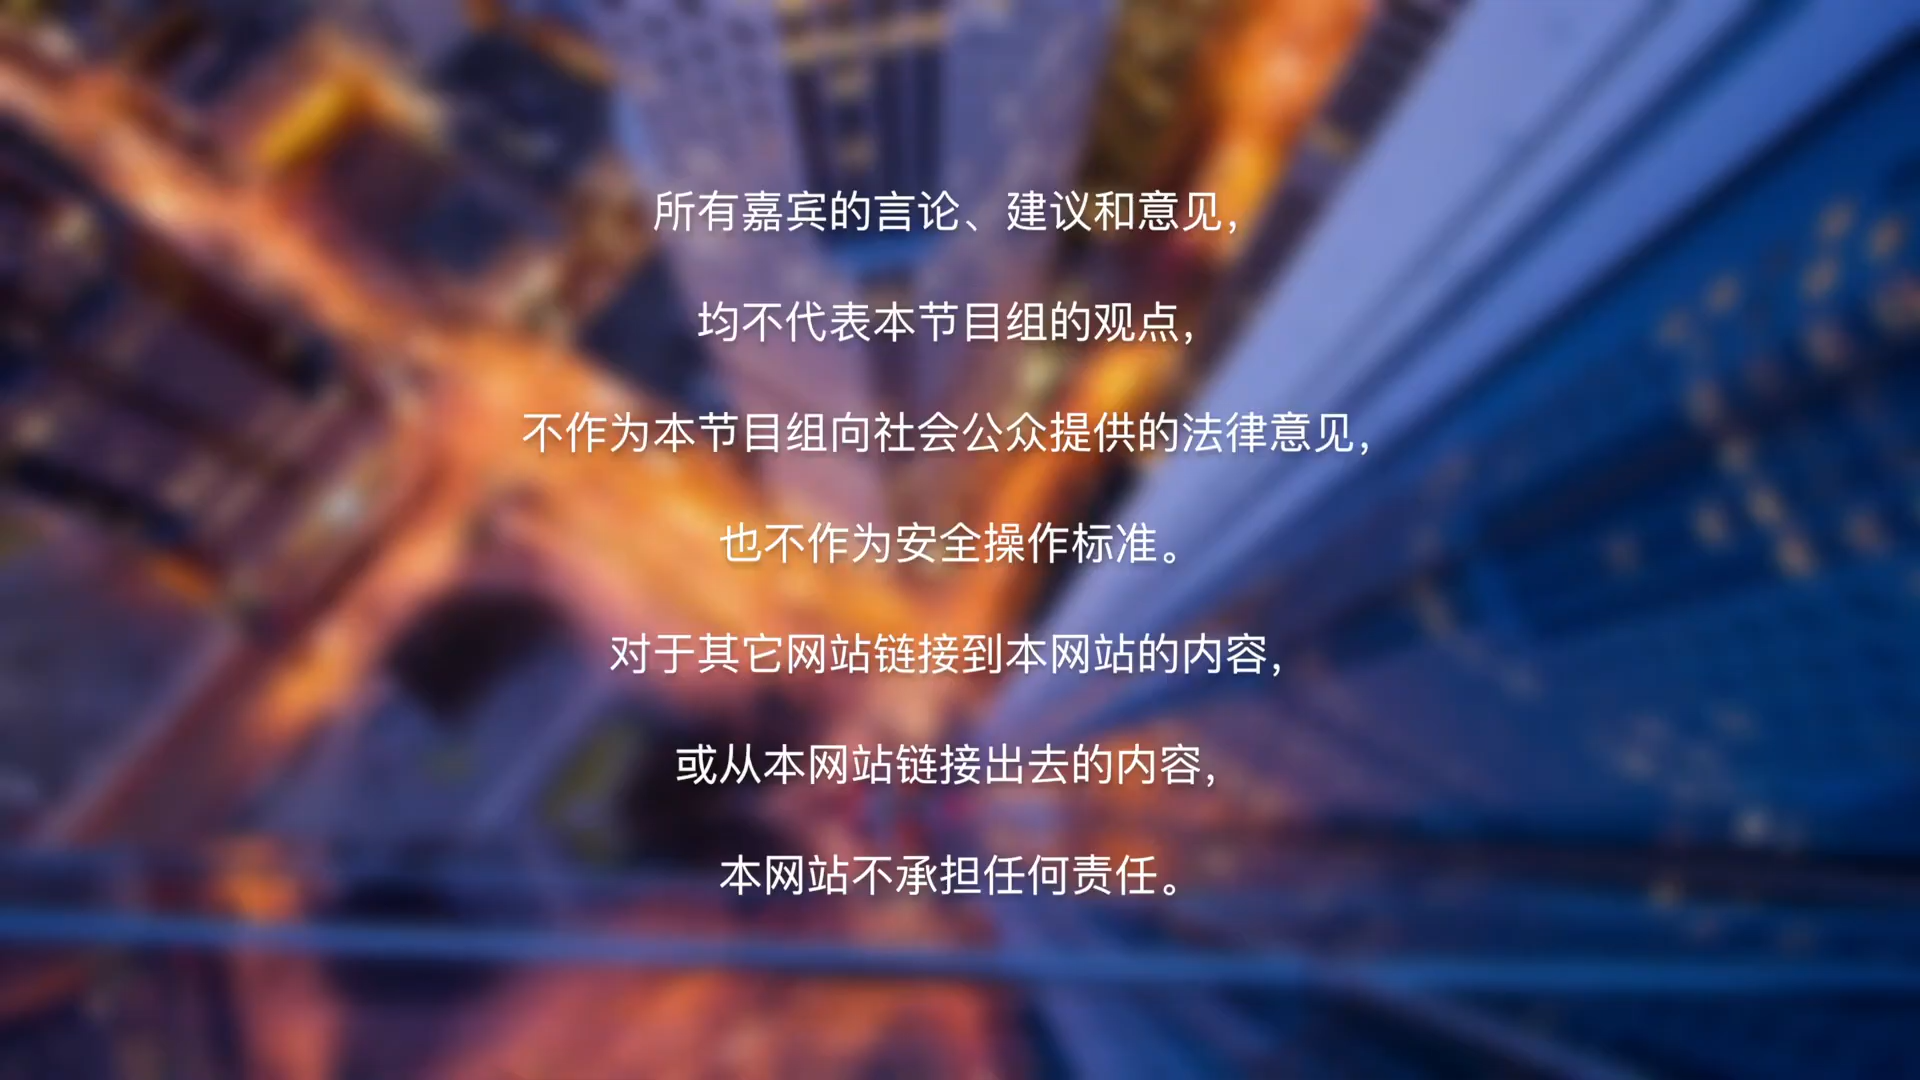 所有嘉宾的言论、建议和意见，
均不代表本节目组的观点，
不作为本节目组向社会公众提供的法律意见，
也不作为安全操作标准。
对于其它网站链接到本网站的内容，
或从本网站链接出去的内容，
本网站不承担任何责任。